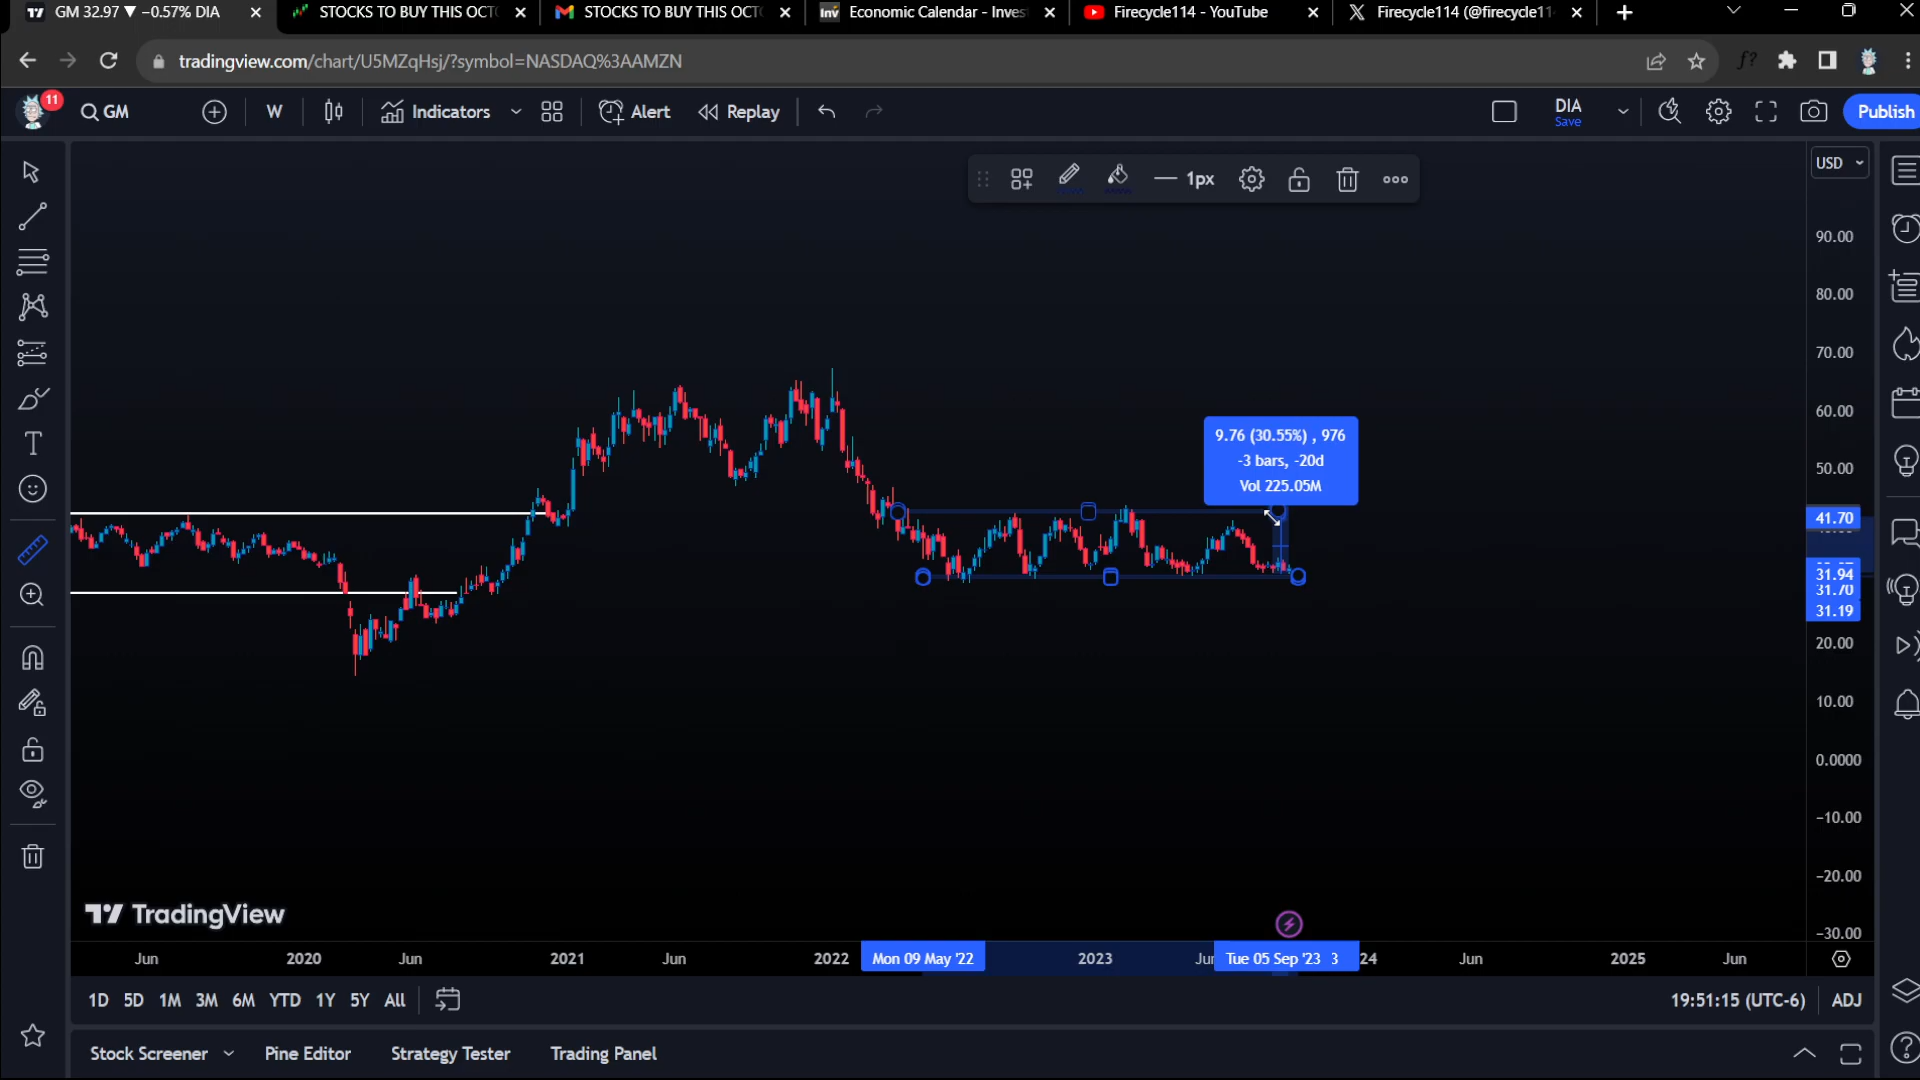 GM 32.97 ▼ −0.57% DIA
STOCKS TO BUY THIS OCT
STOCKS TO BUY THIS OCT
Inv
Economic Calendar - Inves
Firecycle114 - YouTube
Firecycle114 (@firecycle11
tradingview.com/chart/U5MZqHsj/?symbol=NASDAQ%3AAMZN
f?
11
GM
W
Indicators
Alert
Replay
DIA
Save
Publish
1px
USD
90.00
80.00
70.00
60.00
50.00
41.70
31.94
31.70
31.19
20.00
10.00
0.0000
−10.00
−20.00
−30.00
9.76 (30.55%) , 976
-3 bars, -20d
Vol 225.05M
TradingView
Jun
2020
Jun
2021
Jun
2022
Mon 09 May '22
2023
Jun
Tue 05 Sep '23
3
24
Jun
2025
Jun
1D 5D 1M 3M 6M YTD 1Y 5Y All
19:51:15 (UTC-6)
ADJ
Stock Screener
Pine Editor
Strategy Tester
Trading Panel